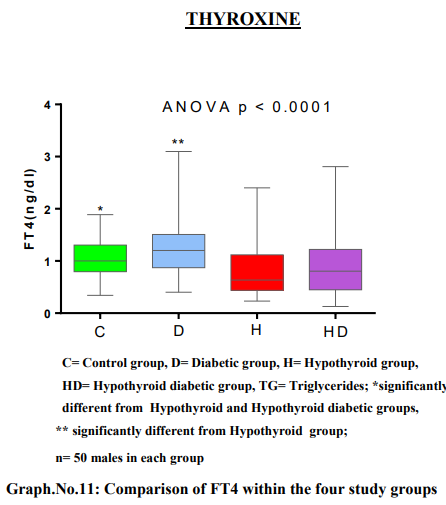 THYROXINE
ANOVA p < 0.0001
FT4(ng/dl)
4
3
2
1
0
*
**
C D H HD
C= Control group, D= Diabetic group, H= Hypothyroid group,
HD= Hypothyroid diabetic group, TG= Triglycerides; *significantly
different from Hypothyroid and Hypothyroid diabetic groups,
** significantly different from Hypothyroid group;
n= 50 males in each group
Graph.No.11: Comparison of FT4 within the four study groups